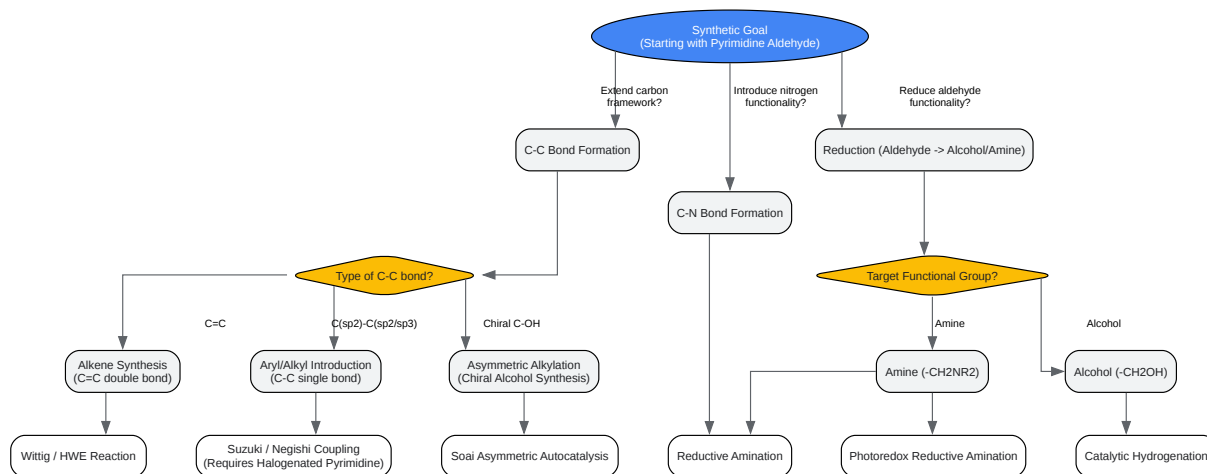 Synthetic Goal
(Starting with Pyrimidine Aldehyde)
Extend carbon
framework?
Introduce nitrogen
functionality?
Reduce aldehyde
functionality?
C-C Bond Formation
Reduction (Aldehyde -> Alcohol/Amine)
C-N Bond Formation
Type of C-C bond?
Target Functional Group?
C=C
C(sp2)-C(sp2/sp3)
Chiral C-OH
Amine
Alcohol
Alkene Synthesis
(C=C double bond)
Aryl/Alkyl Introduction
(C-C single bond)
Asymmetric Alkylation
(Chiral Alcohol Synthesis)
Amine (-CH2NR2)
Alcohol (-CH2OH)
Wittig / HWE Reaction
Suzuki / Negishi Coupling
(Requires Halogenated Pyrimidine)
Soai Asymmetric Autocatalysis
Reductive Amination
Photoredox Reductive Amination
Catalytic Hydrogenation